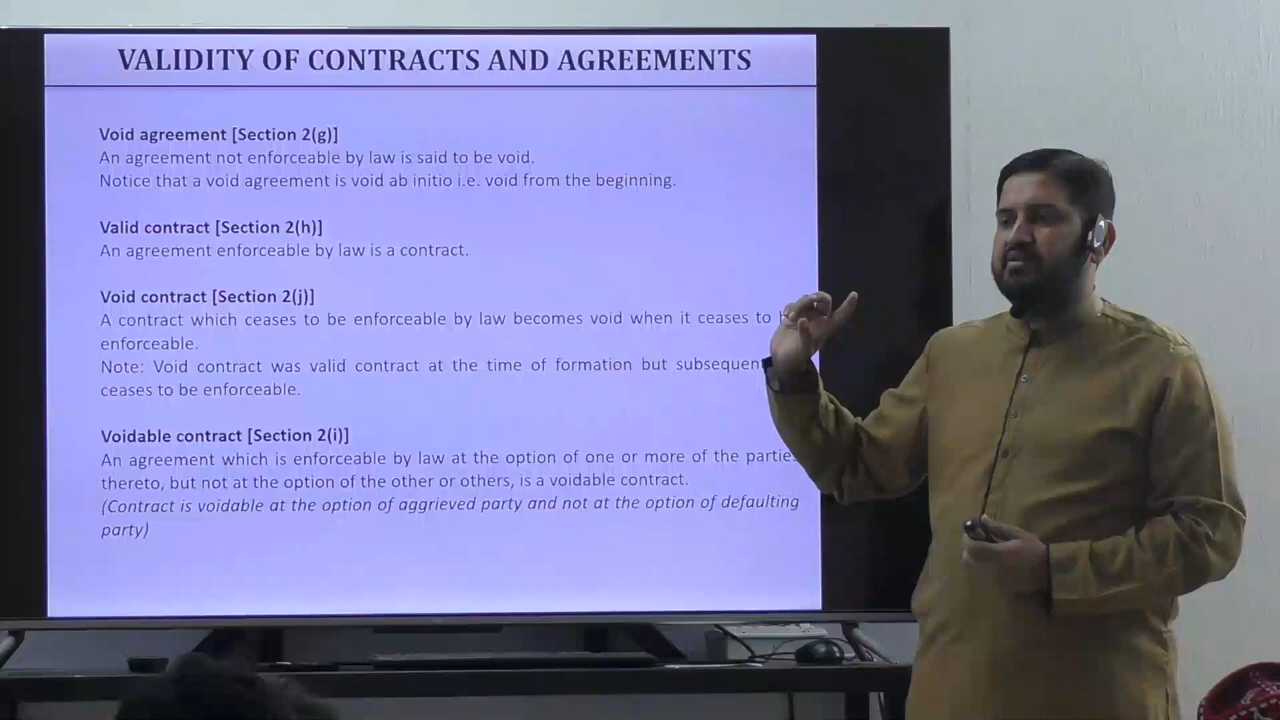 VALIDITY OF CONTRACTS AND AGREEMENTS
Void agreement [Section 2(g)]
An agreement not enforceable by law is said to be void.
Notice that a void agreement is void ab initio i.e. void from the beginning.
Valid contract [Section 2(h)]
An agreement enforceable by law is a contract.
Void contract [Section 2(j)]
A contract which ceases to be enforceable by law becomes void when it ceases to
enforceable.
Note: Void contract was valid contract at the time of formation but
ceases to be enforceable.
Voidable contract [Section 2(i)]
An agreement which is enforceable by law at the option of one or more of the parties
thereto, but not at the option of the other or others, is a voidable contract.
(Contract is voidable at the option of aggrieved party and not at the option of defaulting
party)